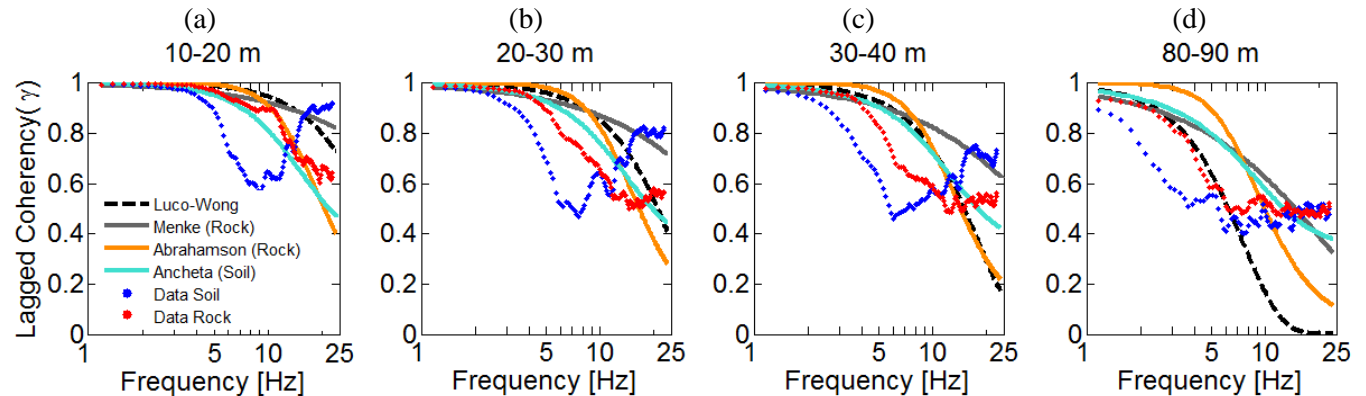 (a) (b) (c) (d)
10-20 m 20-30 m 30-40 m 80-90 m
Lagged Coherency( γ)
1
0.8
0.6
0.4
0.2
0
Luco-Wong
Menke (Rock)
Abrahamson (Rock)
Ancheta (Soil)
Data Soil
Data Rock
1 5 10 25
Frequency [Hz]
1
0.8
0.6
0.4
0.2
0
1 5 10 25
Frequency [Hz]
1
0.8
0.6
0.4
0.2
0
1 5 10 25
Frequency [Hz]
1
0.8
0.6
0.4
0.2
0
1 5 10 25
Frequency [Hz]